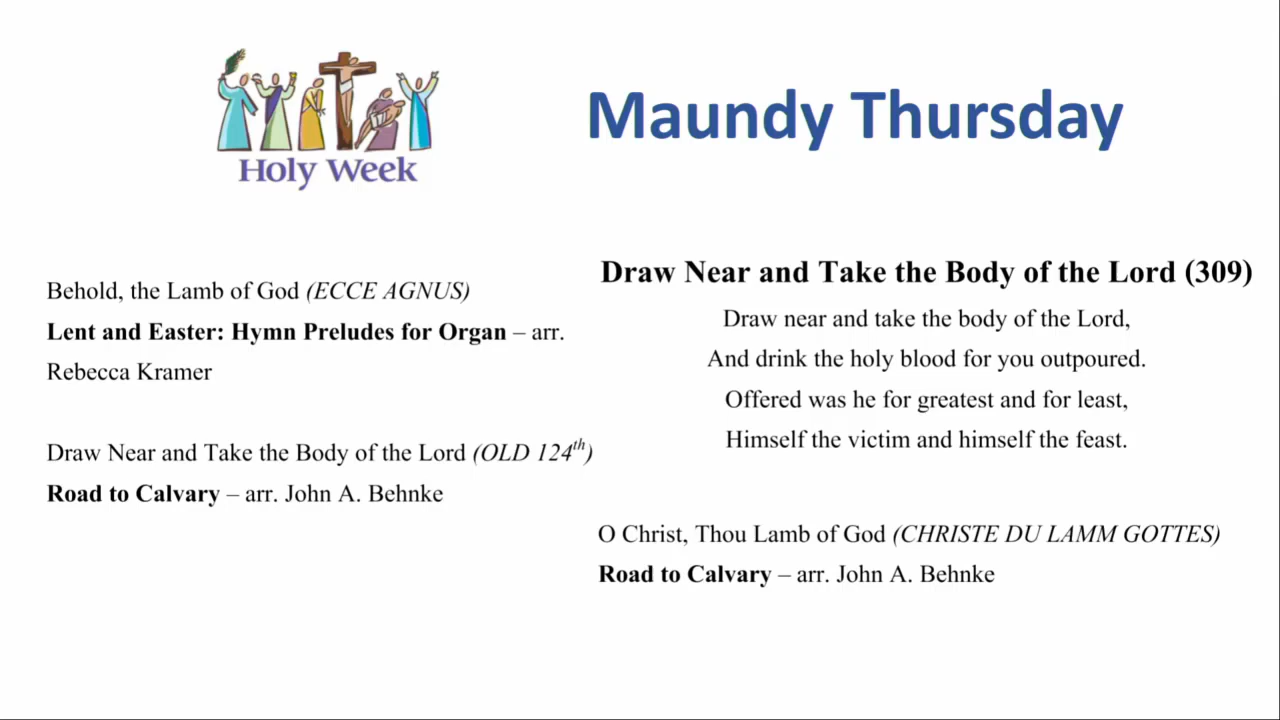 Holy Week
Maundy Thursday
Behold, the Lamb of God (ECCE AGNUS)
Lent and Easter: Hymn Preludes for Organ – arr.
Rebecca Kramer
Draw Near and Take the Body of the Lord (OLD 124th)
Road to Calvary – arr. John A. Behnke
Draw Near and Take the Body of the Lord (309)
Draw near and take the body of the Lord,
And drink the holy blood for you outpoured.
Offered was he for greatest and for least,
Himself the victim and himself the feast.
O Christ, Thou Lamb of God (CHRISTE DU LAMM GOTTES)
Road to Calvary – arr. John A. Behnke